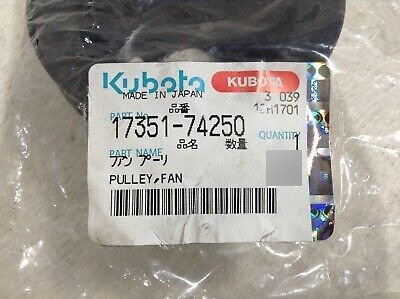 Kubota KUBOTA
MADE IN JAPAN 3 039
PART No. 品番 1701
17351-74250
品名 数量 QUANTITY
PART NAME 1
ファン プーリ
PULLEY,FAN